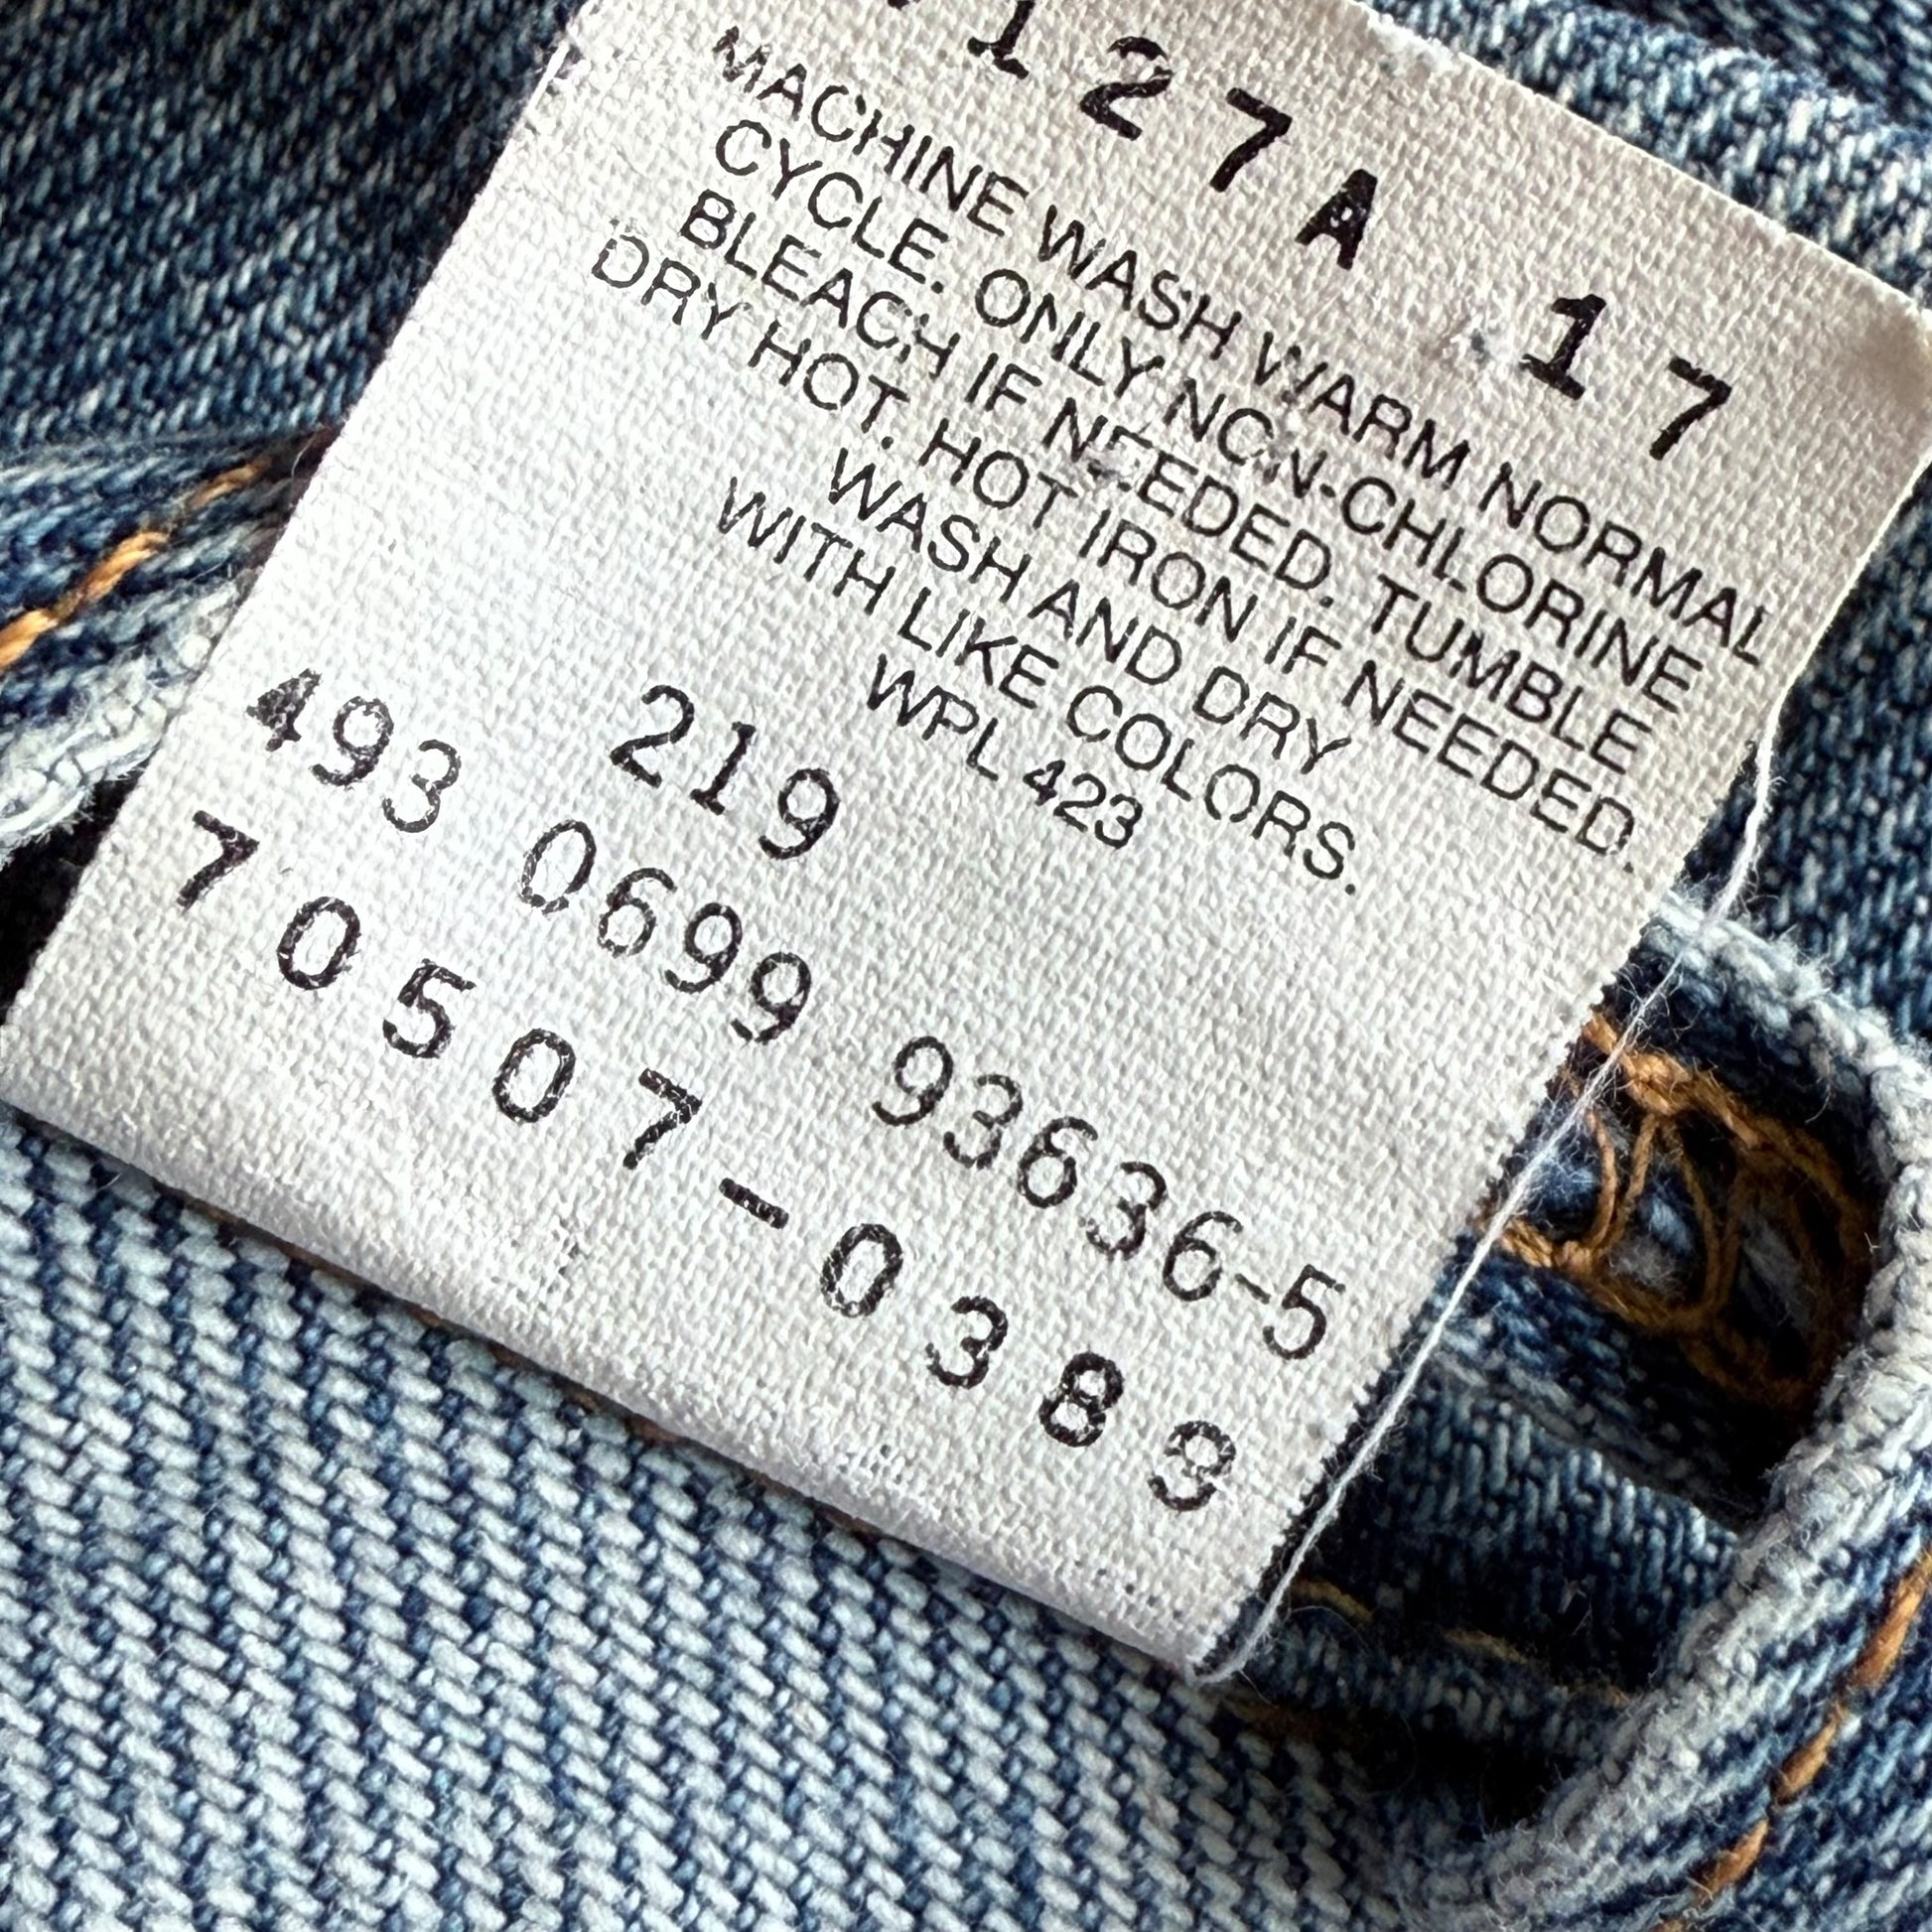 127A 17
MACHINE WASH WARM NORMAL
CYCLE. ONLY NON-CHLORINE
BLEACH IF NEEDED. TUMBLE
DRY HOT. HOT IRON IF NEEDED.
WASH AND DRY
WITH LIKE COLORS.
WPL 423
219
493 0699 93636-5
70507-0383